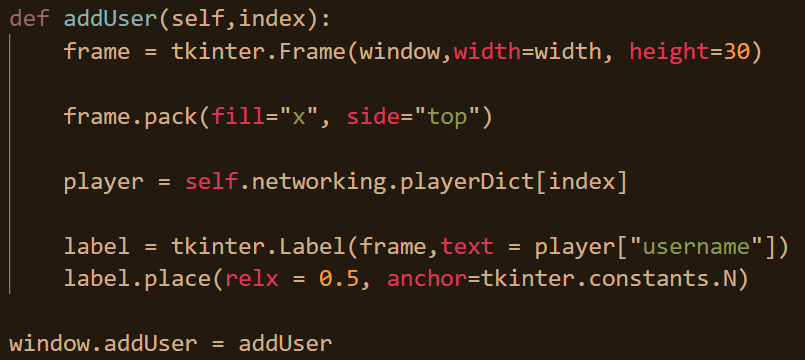 def addUser(self,index):
    frame = tkinter.Frame(window,width=width, height=30)
    frame.pack(fill="x", side="top")
    player = self.networking.playerDict[index]
    label = tkinter.Label(frame,text = player["username"])
    label.place(relx = 0.5, anchor=tkinter.constants.N)
window.addUser = addUser